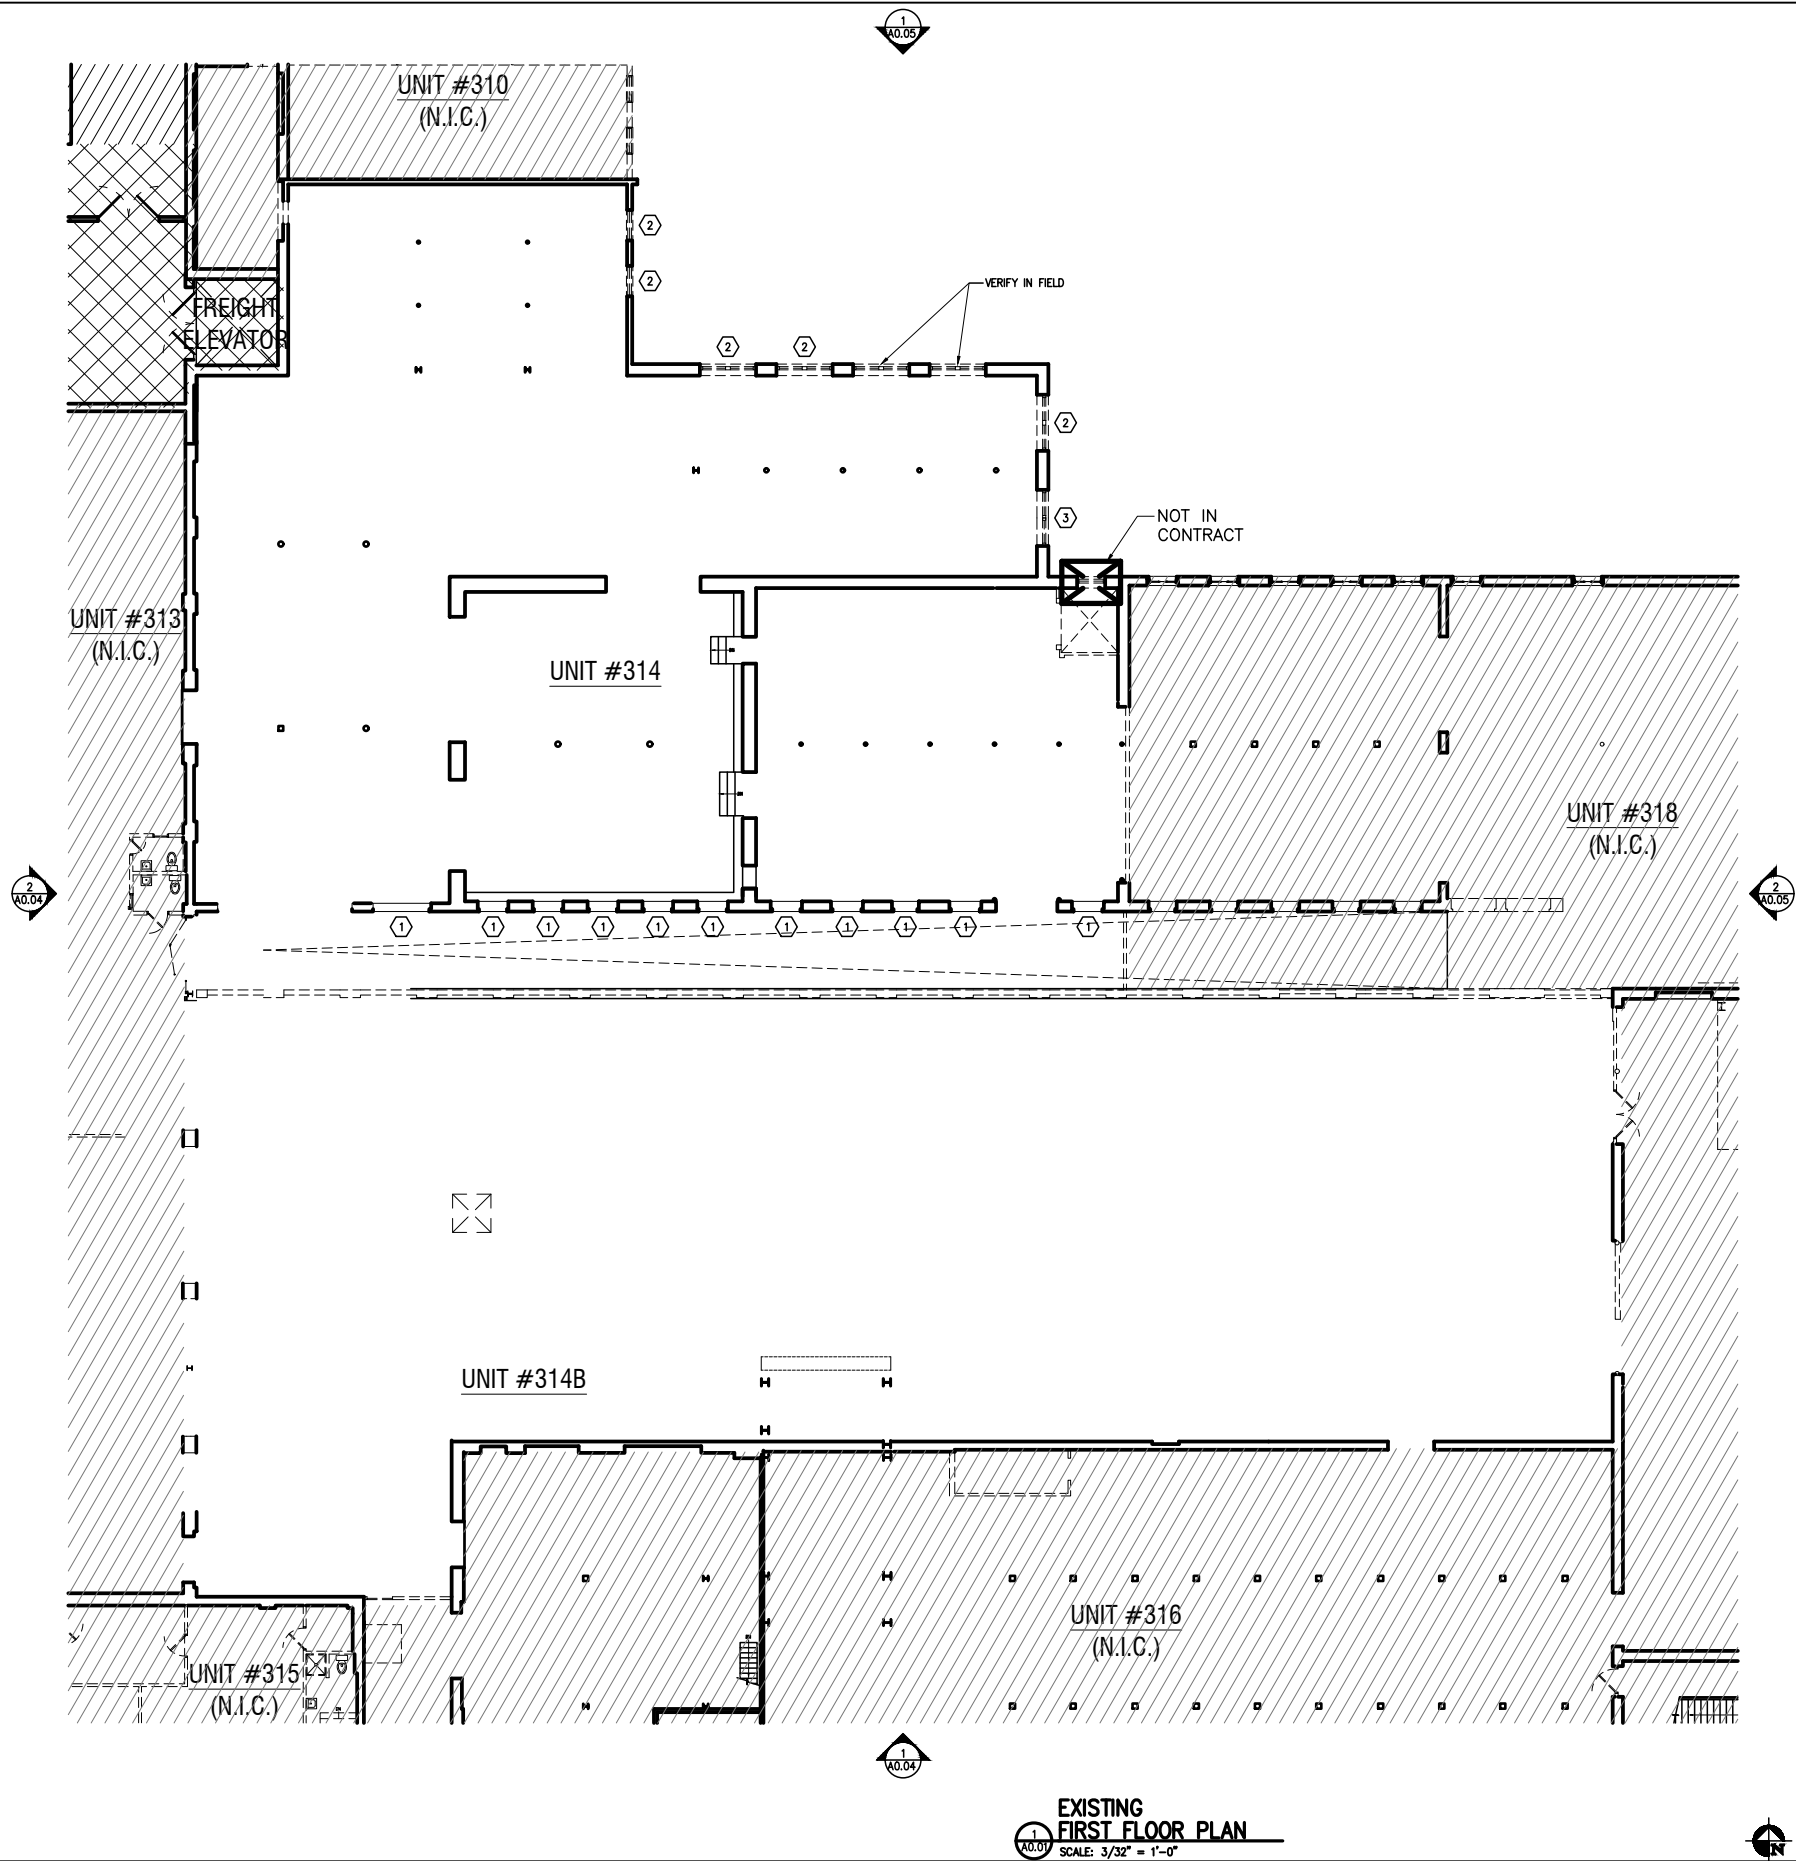 1
A0.05
UNIT #310
(N.I.C.)
2
2
FREIGHT
ELEVATOR
VERIFY IN FIELD
2
2
2
3
NOT IN
CONTRACT
UNIT #313
(N.I.C.)
UNIT #314
UNIT #318
(N.I.C.)
2
A0.04
2
A0.05
1
1
1
1
1
1
1
1
1
1
1
UNIT #314B
UNIT #316
(N.I.C.)
UNIT #315
(N.I.C.)
1
A0.04
EXISTING
FIRST FLOOR PLAN
1
A0.01
SCALE: 3/32" = 1'-0"
N